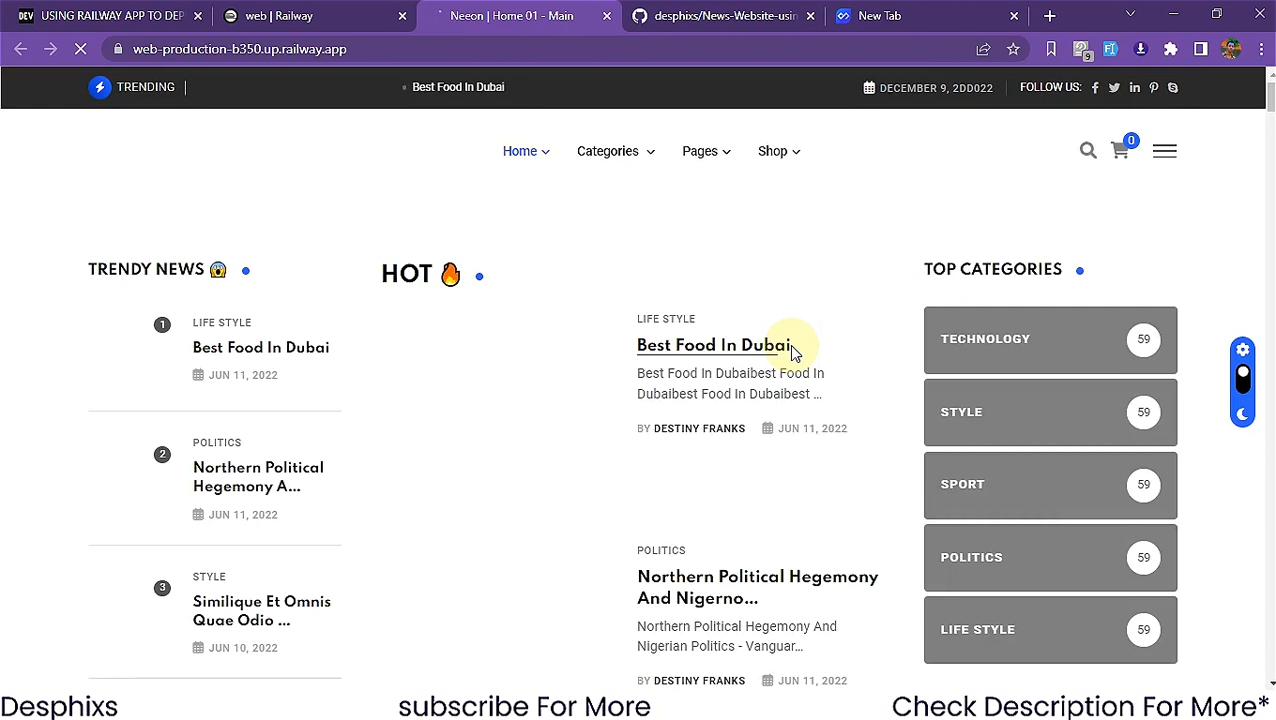 USING RAILWAY APP TO DEP
web | Railway
Neeon | Home 01 - Main
desphixs/News-Website-using
New Tab
web-production-b350.up.railway.app
9
TRENDING
Best Food In Dubai
DECEMBER 9, 2DD022
FOLLOW US:
Home
Categories
Pages
Shop
0
TRENDY NEWS 😱
1
LIFE STYLE
Best Food In Dubai
JUN 11, 2022
2
POLITICS
Northern Political
Hegemony A...
JUN 11, 2022
3
STYLE
Similique Et Omnis
Quae Odio ...
JUN 10, 2022
HOT 🔥
LIFE STYLE
Best Food In Dubai
Best Food In Dubaibest Food In
Dubaibest Food In Dubaibest ...
BY DESTINY FRANKS JUN 11, 2022
POLITICS
Northern Political Hegemony
And Nigerno...
Northern Political Hegemony And
Nigerian Politics - Vanguar...
BY DESTINY FRANKS JUN 11, 2022
TOP CATEGORIES
TECHNOLOGY 59
STYLE 59
SPORT 59
POLITICS 59
LIFE STYLE 59
Desphixs
subscribe For More
Check Description For More*